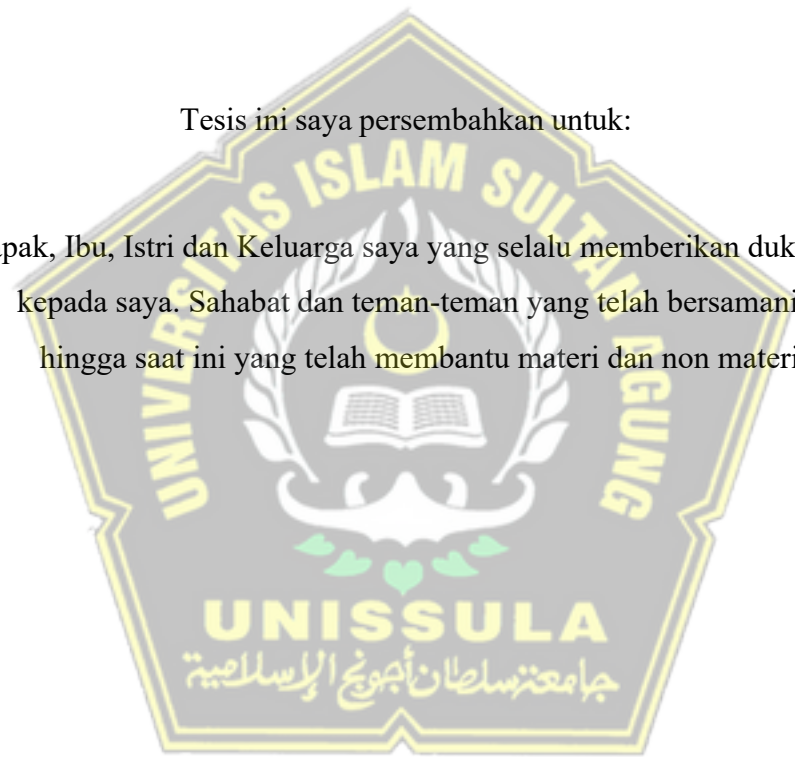 Tesis ini saya persembahkan untuk:
apak, Ibu, Istri dan Keluarga saya yang selalu memberikan duk
kepada saya. Sahabat dan teman-teman yang telah bersamani
hingga saat ini yang telah membantu materi dan non materi
UNIVERSITAS ISLAM SULTAN AGUNG
UNISSULA
جامعة سلطان أجونج الإسلامية